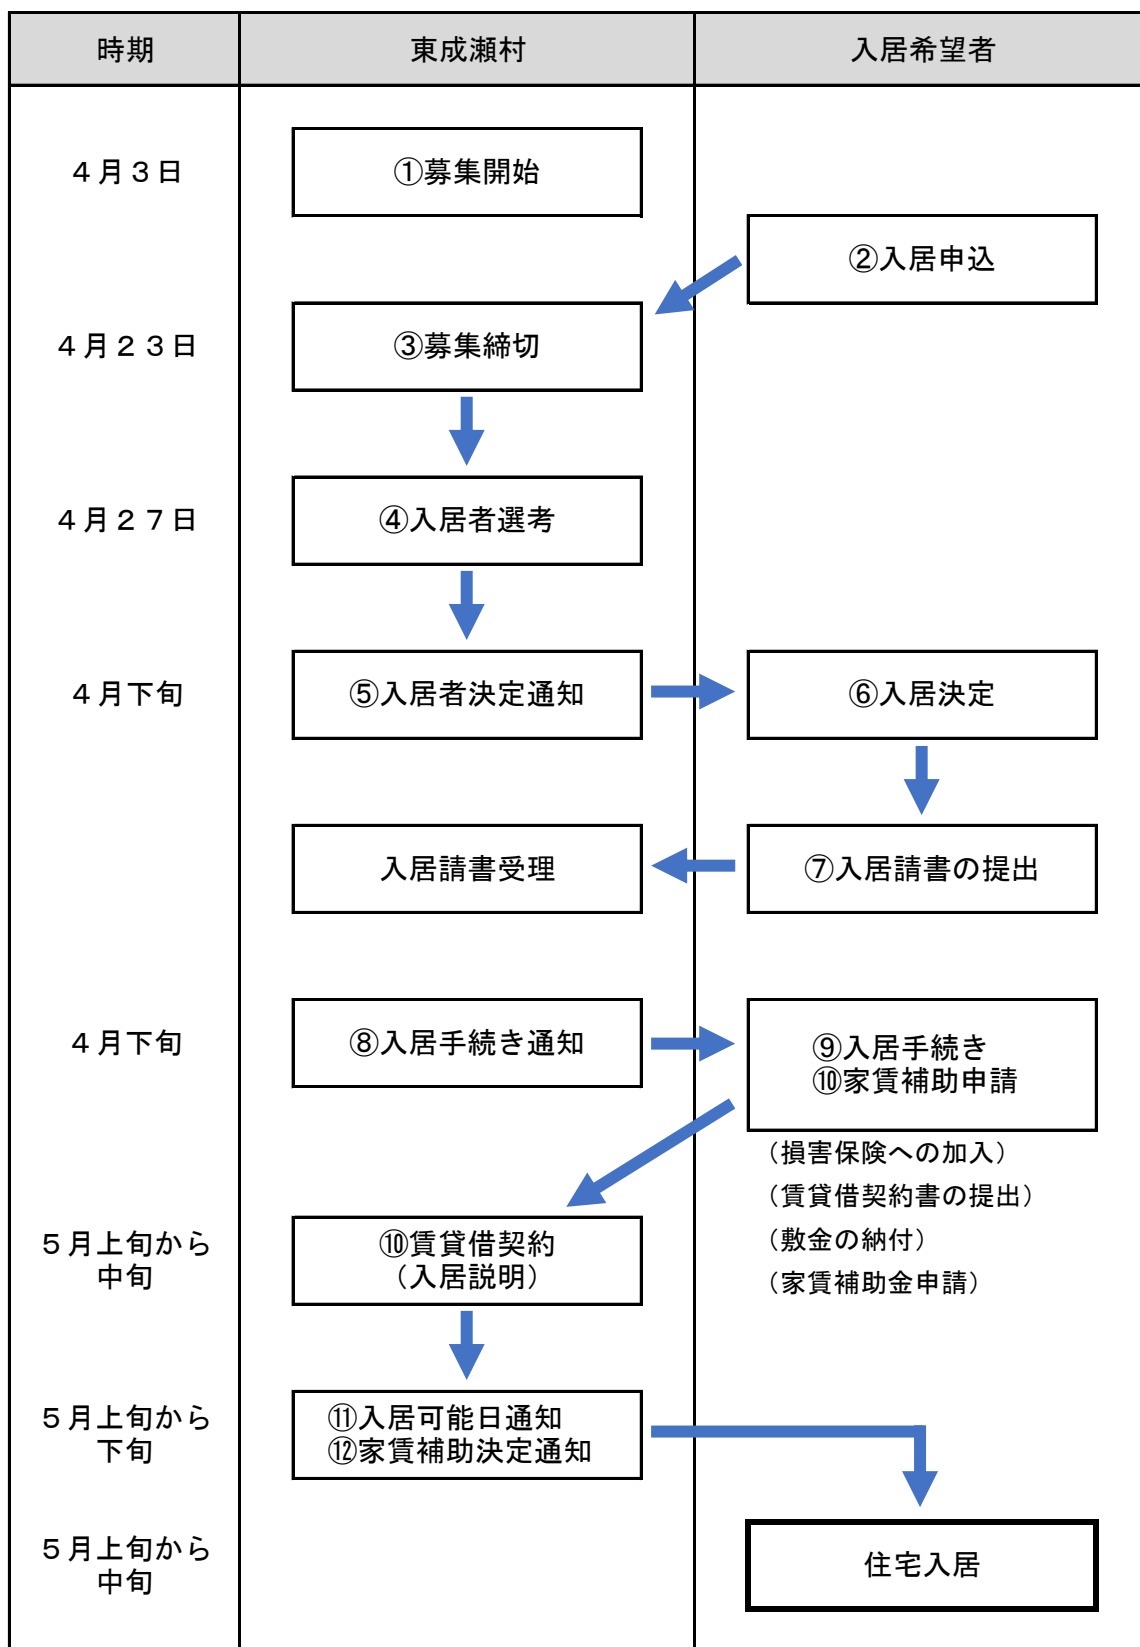 時期
東成瀬村
入居希望者
４月３日
①募集開始
②入居申込
４月２３日
③募集締切
４月２７日
④入居者選考
４月下旬
⑤入居者決定通知
⑥入居決定
入居請書受理
⑦入居請書の提出
４月下旬
⑧入居手続き通知
⑨入居手続き
⑩家賃補助申請
（損害保険への加入）
（賃貸借契約書の提出）
（敷金の納付）
（家賃補助金申請）
５月上旬から
中旬
⑩賃貸借契約
（入居説明）
５月上旬から
下旬
⑪入居可能日通知
⑫家賃補助決定通知
５月上旬から
中旬
住宅入居